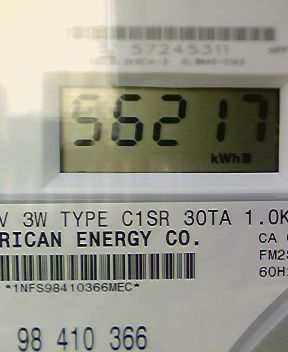 57245311
56217
kWh
V 3W TYPE C1SR 30TA 1.0K
RICAN ENERGY CO.
CA
FM2S
60H
*1NFS98410366MEC*
98 410 366